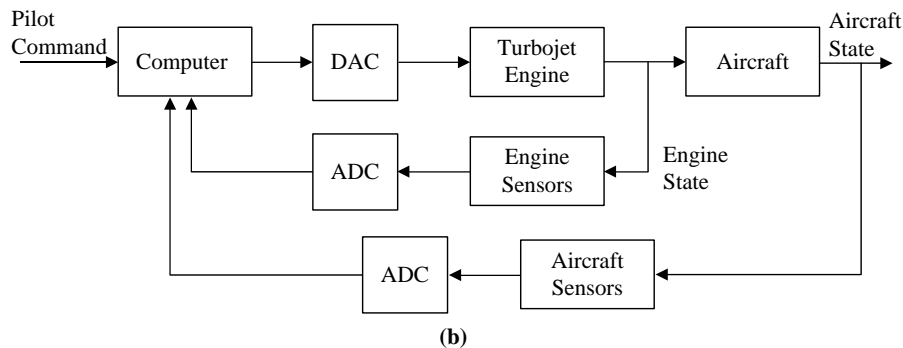 Pilot
Command
Computer
DAC
Turbojet
Engine
Aircraft
Aircraft
State
ADC
Engine
Sensors
Engine
State
ADC
Aircraft
Sensors
(b)